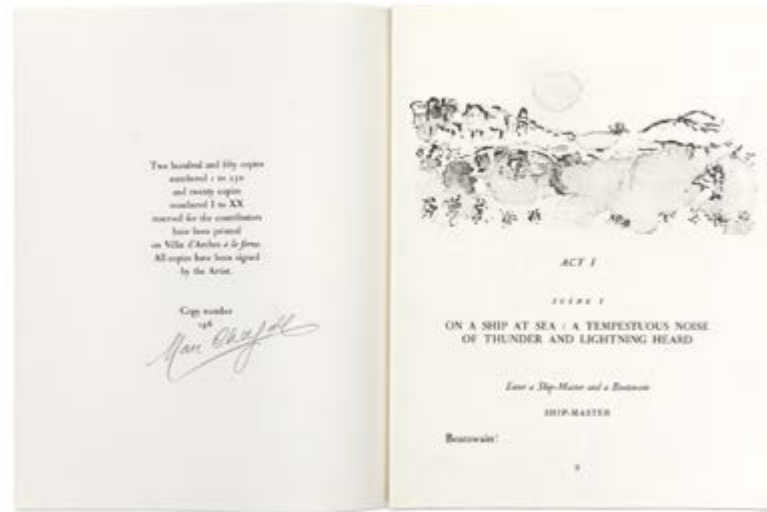 Two hundred and fifty copies
numbered 1 to 250
and twenty copies
numbered I to XX
reserved for the contributors
have been printed
on Vélin d'Arches à la forme.
All copies have been signed
by the Artist.
Copy number
196
Marc Chagall
ACT I
SCENE I
ON A SHIP AT SEA : A TEMPESTUOUS NOISE
OF THUNDER AND LIGHTNING HEARD
Enter a Ship-Master and a Boatswain
SHIP-MASTER
Boatswain!
9